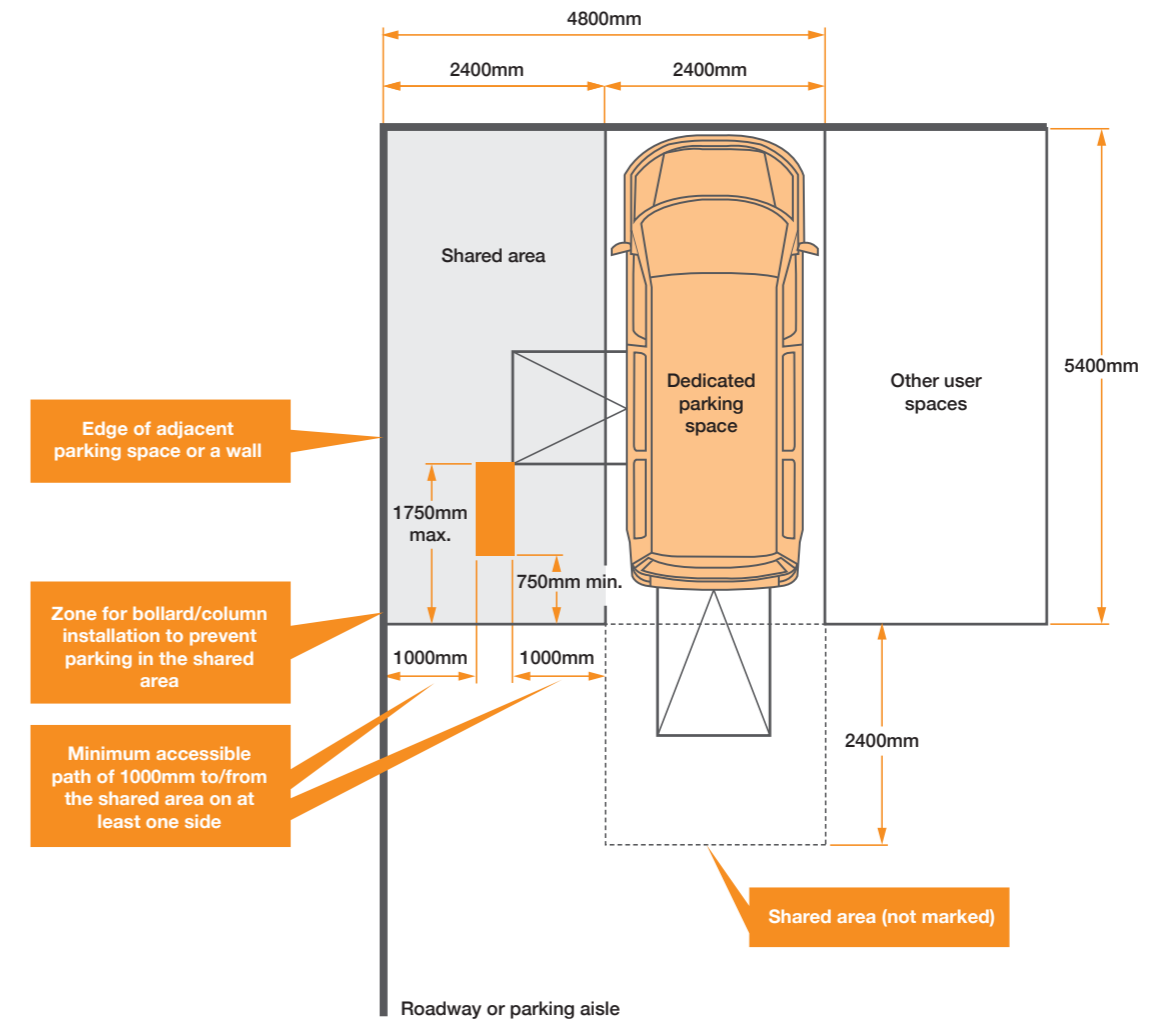 4800mm
2400mm
2400mm
Shared area
Dedicated
parking
space
Other user
spaces
5400mm
Edge of adjacent
parking space or a wall
1750mm
max.
750mm min.
Zone for bollard/column
installation to prevent
parking in the shared
area
1000mm
1000mm
Minimum accessible
path of 1000mm to/from
the shared area on at
least one side
2400mm
Shared area (not marked)
Roadway or parking aisle